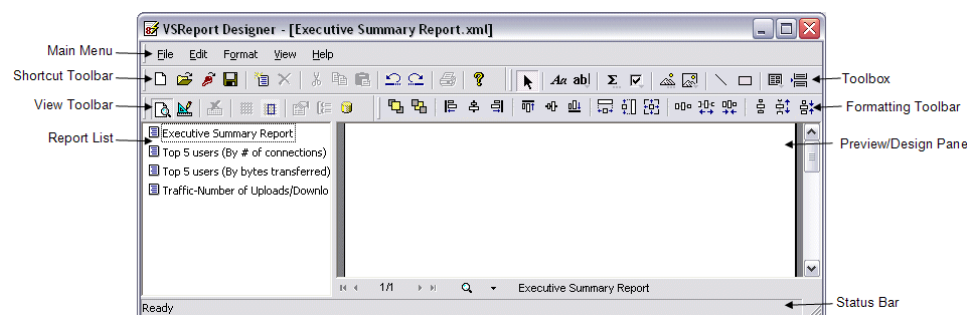 VSReport Designer - [Executive Summary Report.xml]
Main Menu
File Edit Format View Help
Shortcut Toolbar
Aa ab Σ
Toolbox
View Toolbar
Formatting Toolbar
Report List
Executive Summary Report
Top 5 users (By # of connections)
Top 5 users (By bytes transferred)
Traffic-Number of Uploads/Downlo
Preview/Design Pane
1/1 Executive Summary Report
Ready
Status Bar